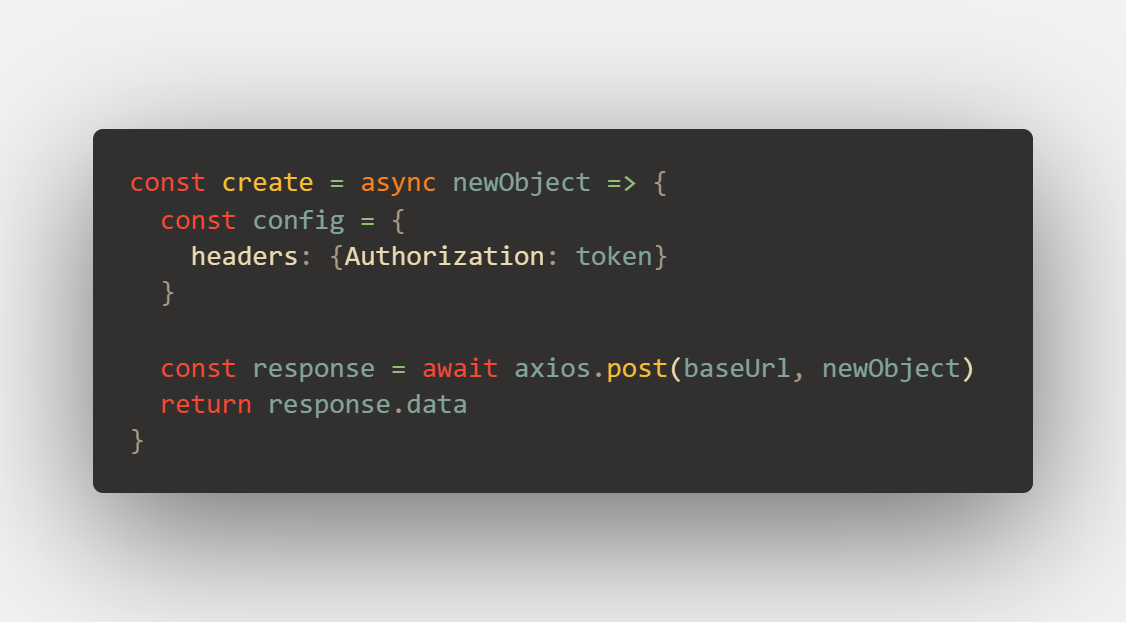 const create = async newObject => {
  const config = {
    headers: {Authorization: token}
  }

  const response = await axios.post(baseUrl, newObject)
  return response.data
}